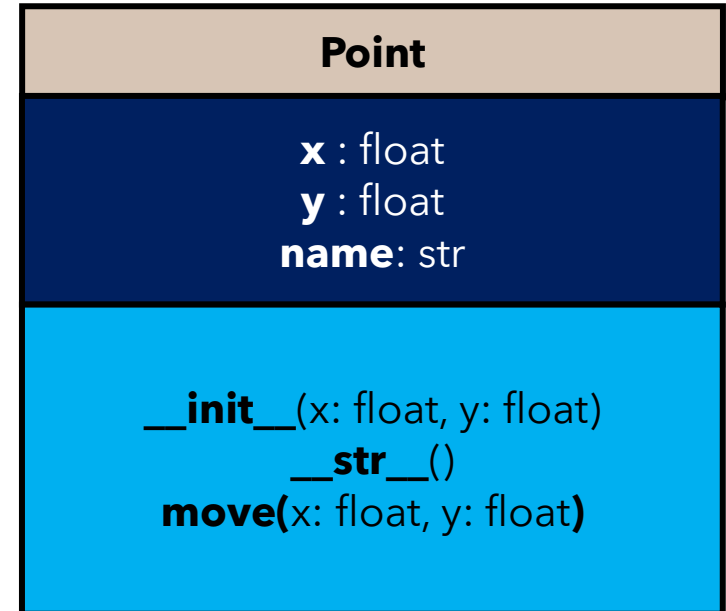 Point
x : float
y : float
name: str
__init__(x: float, y: float)
__str__()
move(x: float, y: float)